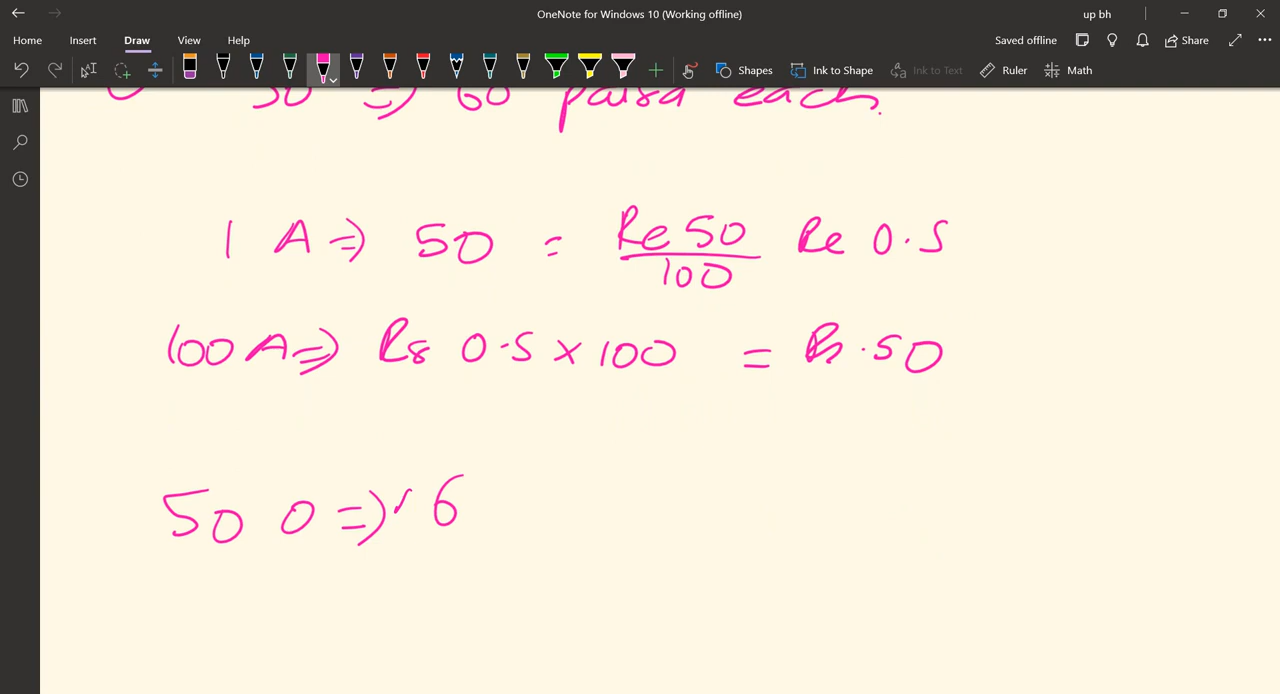 OneNote for Windows 10 (Working offline)
up bh
Home Insert Draw View Help
Saved offline
Share
Shapes
Ink to Shape
Ink to Text
Ruler
Math
50 => 60 paisa each.
1 A => 50 = Re 50/100 Re 0.5
100 A => Rs 0.5 × 100 = Rs.50
50 0 => 6